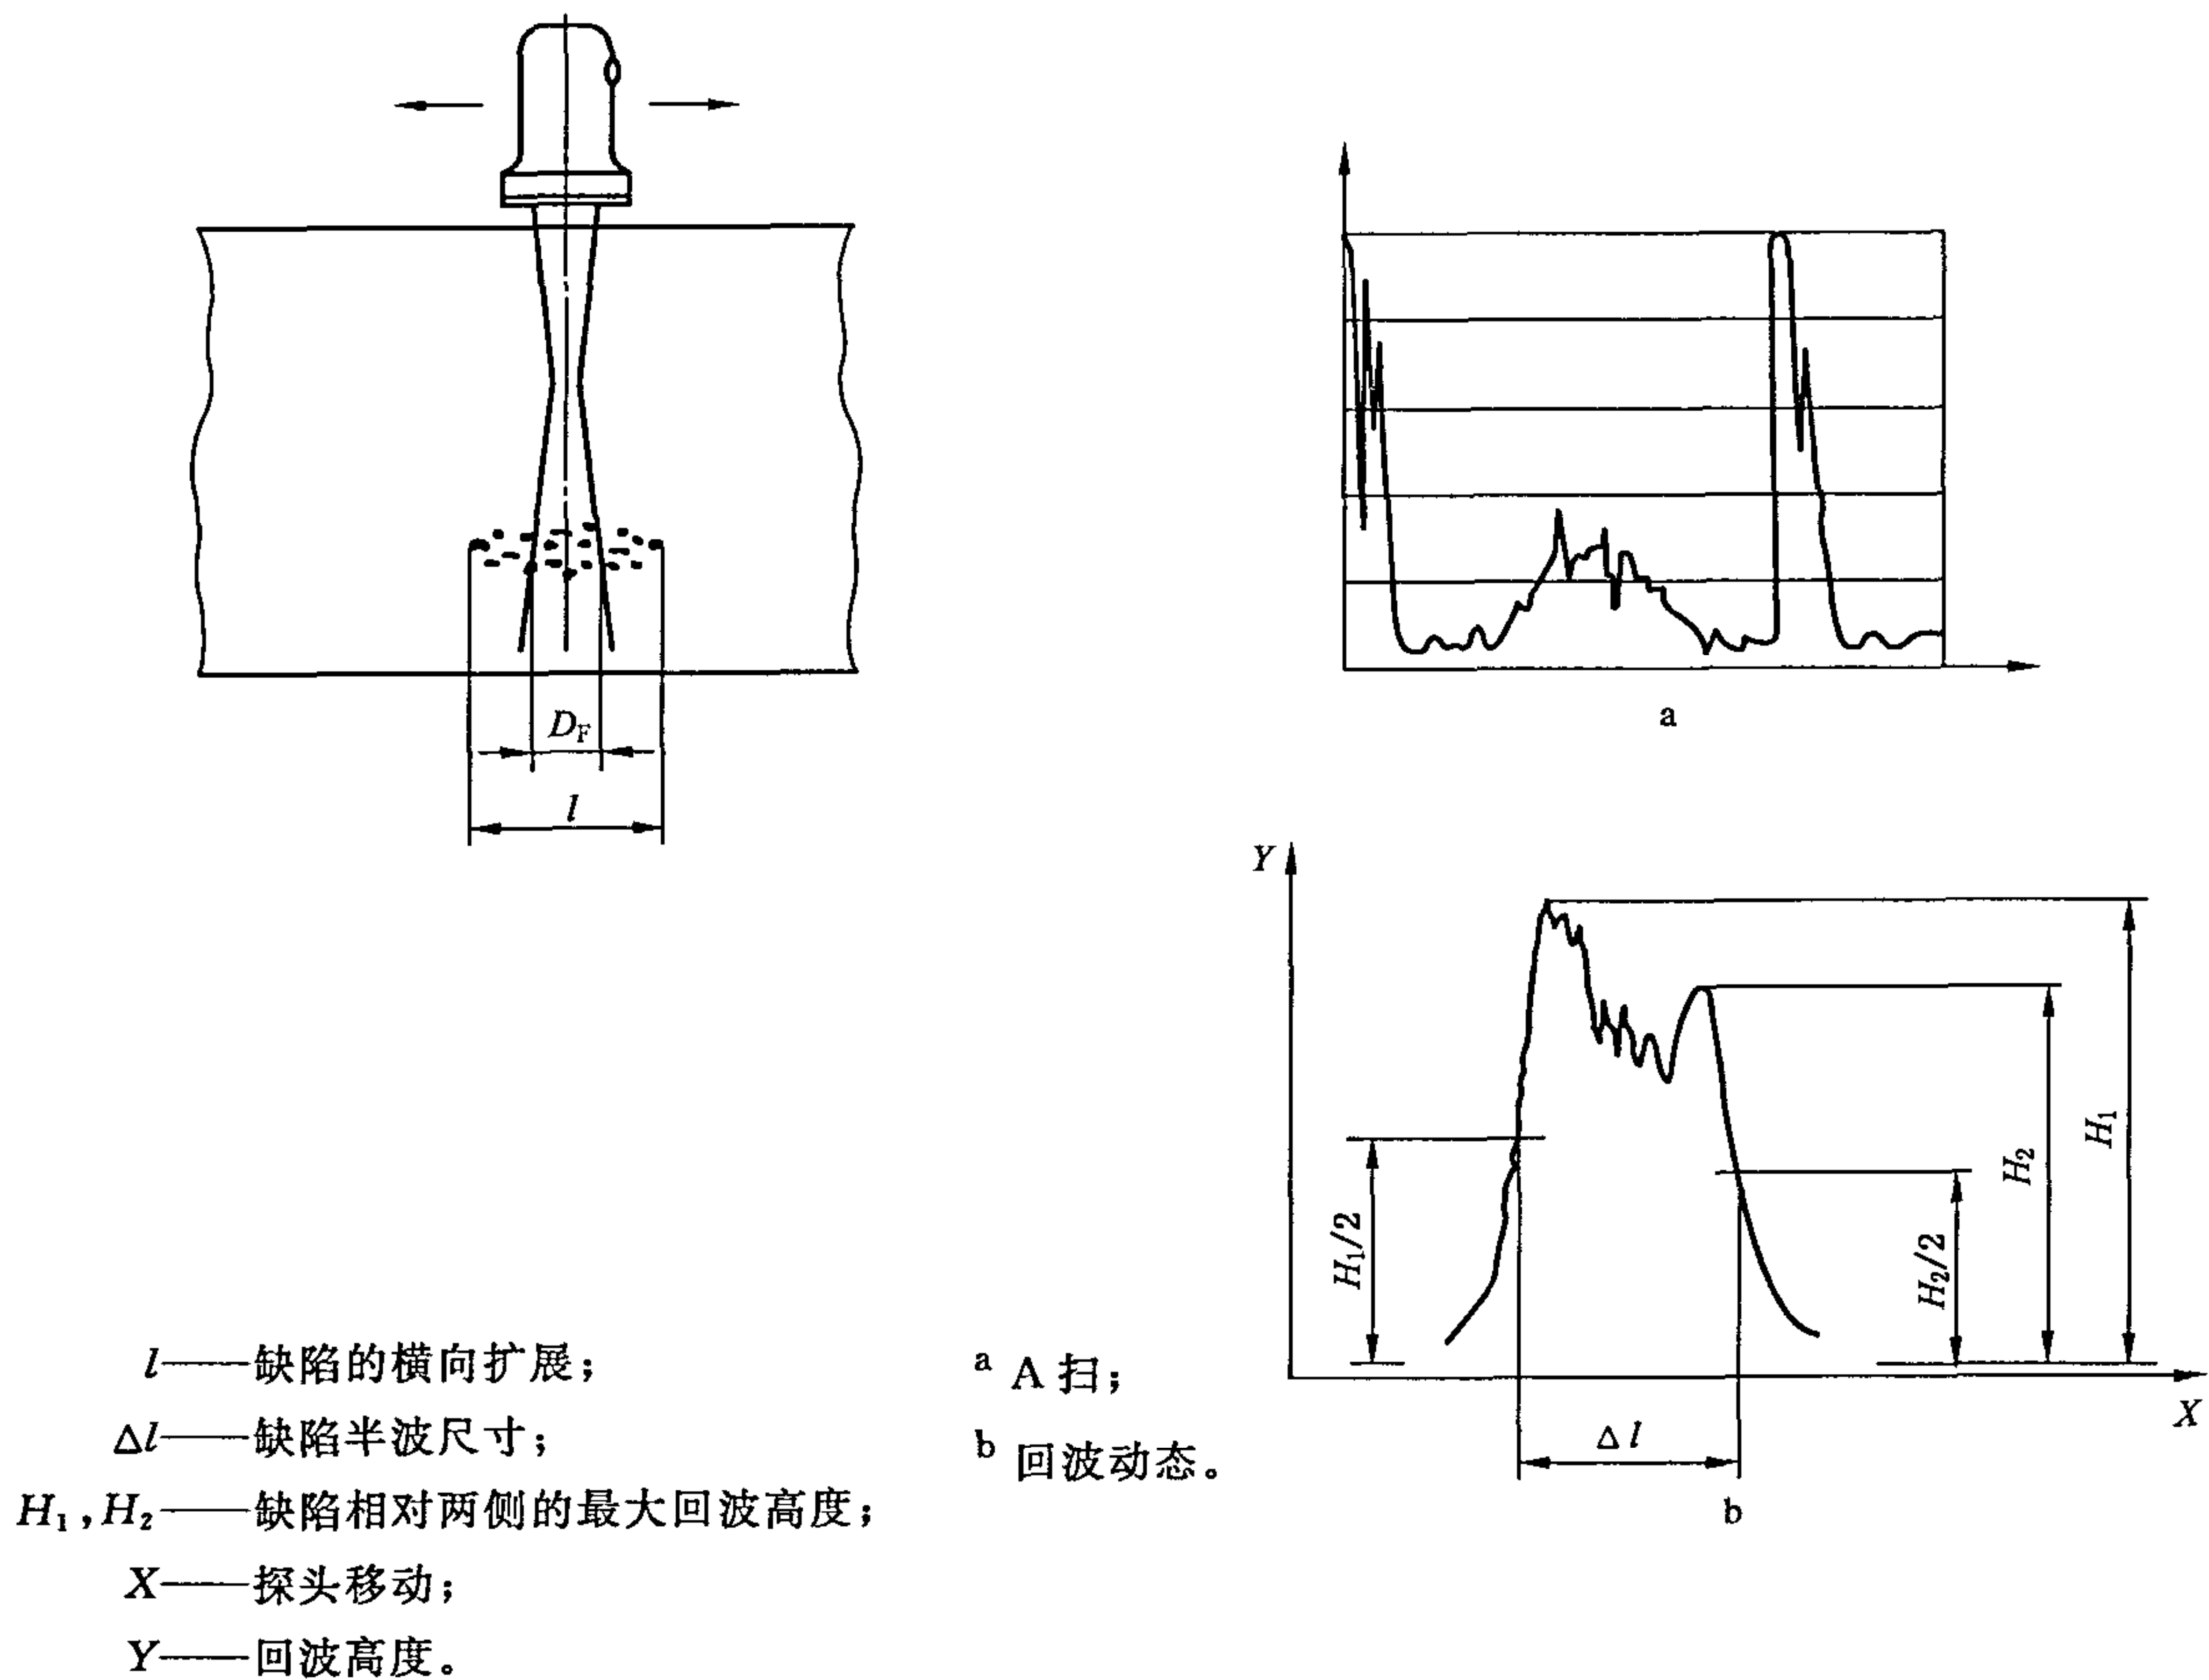 D_F
l
a
Y
H_1/2
H_2/2
H_2
H_1
X
Δl
b
l——缺陷的横向扩展;
Δl——缺陷半波尺寸;
H_1,H_2——缺陷相对两侧的最大回波高度;
X——探头移动;
Y——回波高度。
a A 扫;
b 回波动态。